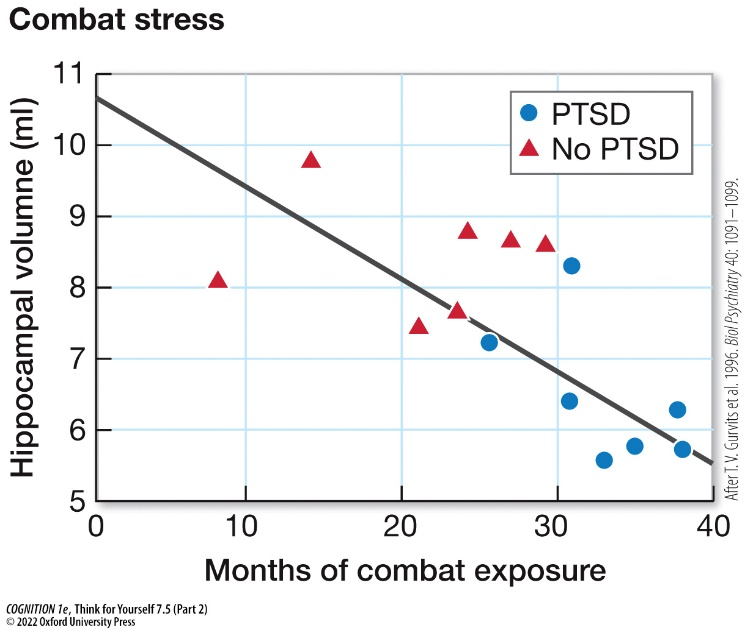 Combat stress
Hippocampal volumne (ml)
11
10
9
8
7
6
5
PTSD
No PTSD
0 10 20 30 40
Months of combat exposure
After T. V. Gurvits et al. 1996. Biol Psychiatry 40: 1091–1099.
COGNITION 1e, Think for Yourself 7.5 (Part 2)
© 2022 Oxford University Press